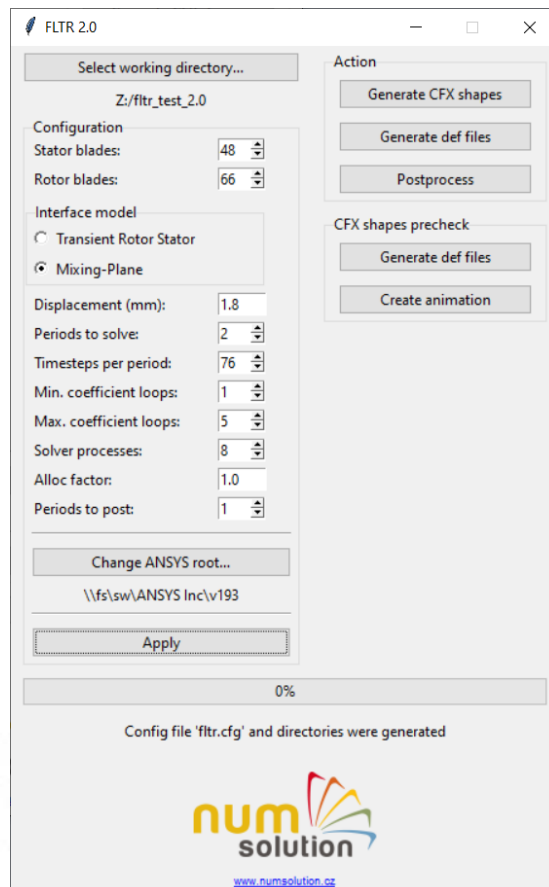 FLTR 2.0
Select working directory...
Z:/fltr_test_2.0
Configuration
Stator blades: 48
Rotor blades: 66
Interface model
Transient Rotor Stator
Mixing-Plane
Displacement (mm): 1.8
Periods to solve: 2
Timesteps per period: 76
Min. coefficient loops: 1
Max. coefficient loops: 5
Solver processes: 8
Alloc factor: 1.0
Periods to post: 1
Change ANSYS root...
\\fs\sw\ANSYS Inc\v193
Apply
Action
Generate CFX shapes
Generate def files
Postprocess
CFX shapes precheck
Generate def files
Create animation
0%
Config file 'fltr.cfg' and directories were generated
num
solution
www.numsolution.cz